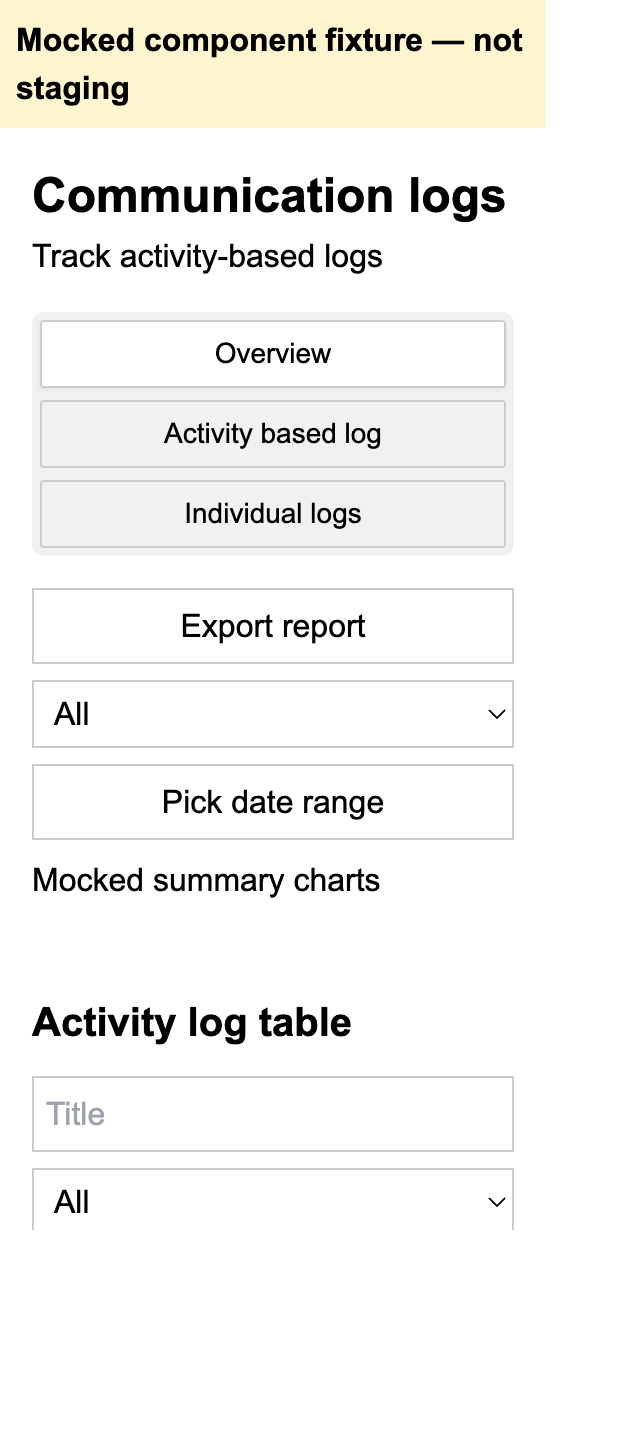 Mocked component fixture — not
staging
Communication logs
Track activity-based logs
Overview
Activity based log
Individual logs
Export report
All
Pick date range
Mocked summary charts
Activity log table
Title
All